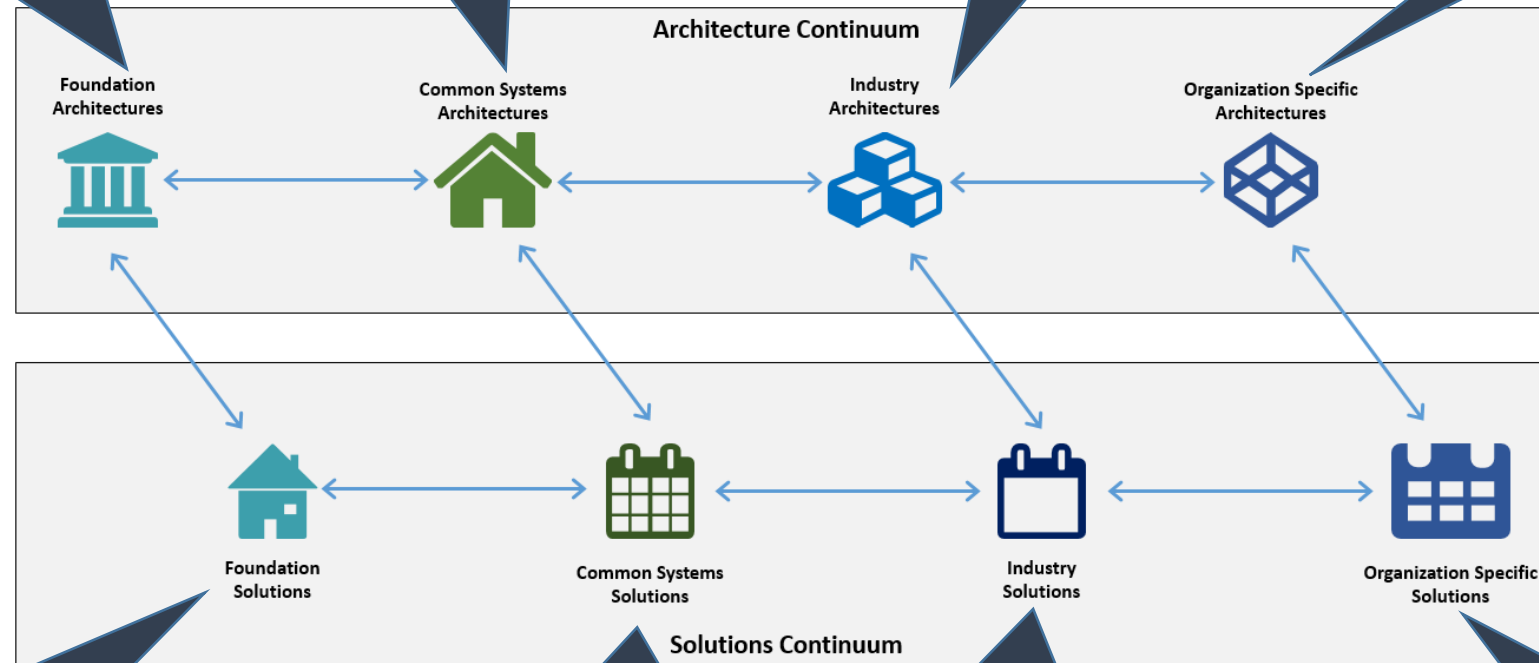 Architecture Continuum
Foundation
Architectures
Common Systems
Architectures
Industry
Architectures
Organization Specific
Architectures
Foundation
Solutions
Common Systems
Solutions
Industry
Solutions
Organization Specific
Solutions
Solutions Continuum